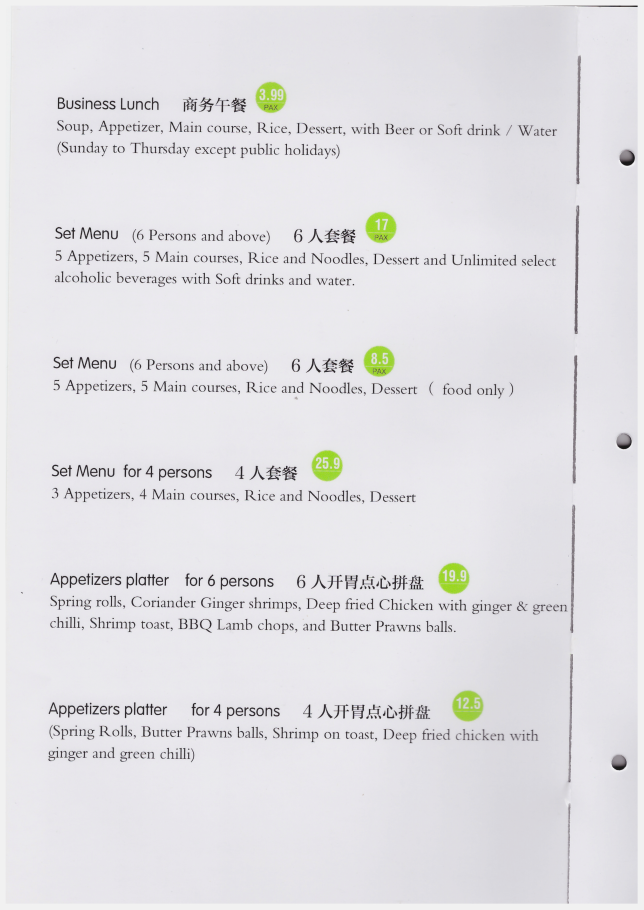 Business Lunch 商务午餐 3.99 PAX
Soup, Appetizer, Main course, Rice, Dessert, with Beer or Soft drink / Water
(Sunday to Thursday except public holidays)
Set Menu (6 Persons and above) 6 人套餐 17 PAX
5 Appetizers, 5 Main courses, Rice and Noodles, Dessert and Unlimited select
alcoholic beverages with Soft drinks and water.
Set Menu (6 Persons and above) 6 人套餐 8.5 PAX
5 Appetizers, 5 Main courses, Rice and Noodles, Dessert ( food only )
Set Menu for 4 persons 4 人套餐 25.9
3 Appetizers, 4 Main courses, Rice and Noodles, Dessert
Appetizers platter for 6 persons 6 人开胃点心拼盘 19.9
Spring rolls, Coriander Ginger shrimps, Deep fried Chicken with ginger & green
chilli, Shrimp toast, BBQ Lamb chops, and Butter Prawns balls.
Appetizers platter for 4 persons 4 人开胃点心拼盘 12.5
(Spring Rolls, Butter Prawns balls, Shrimp on toast, Deep fried chicken with
ginger and green chilli)